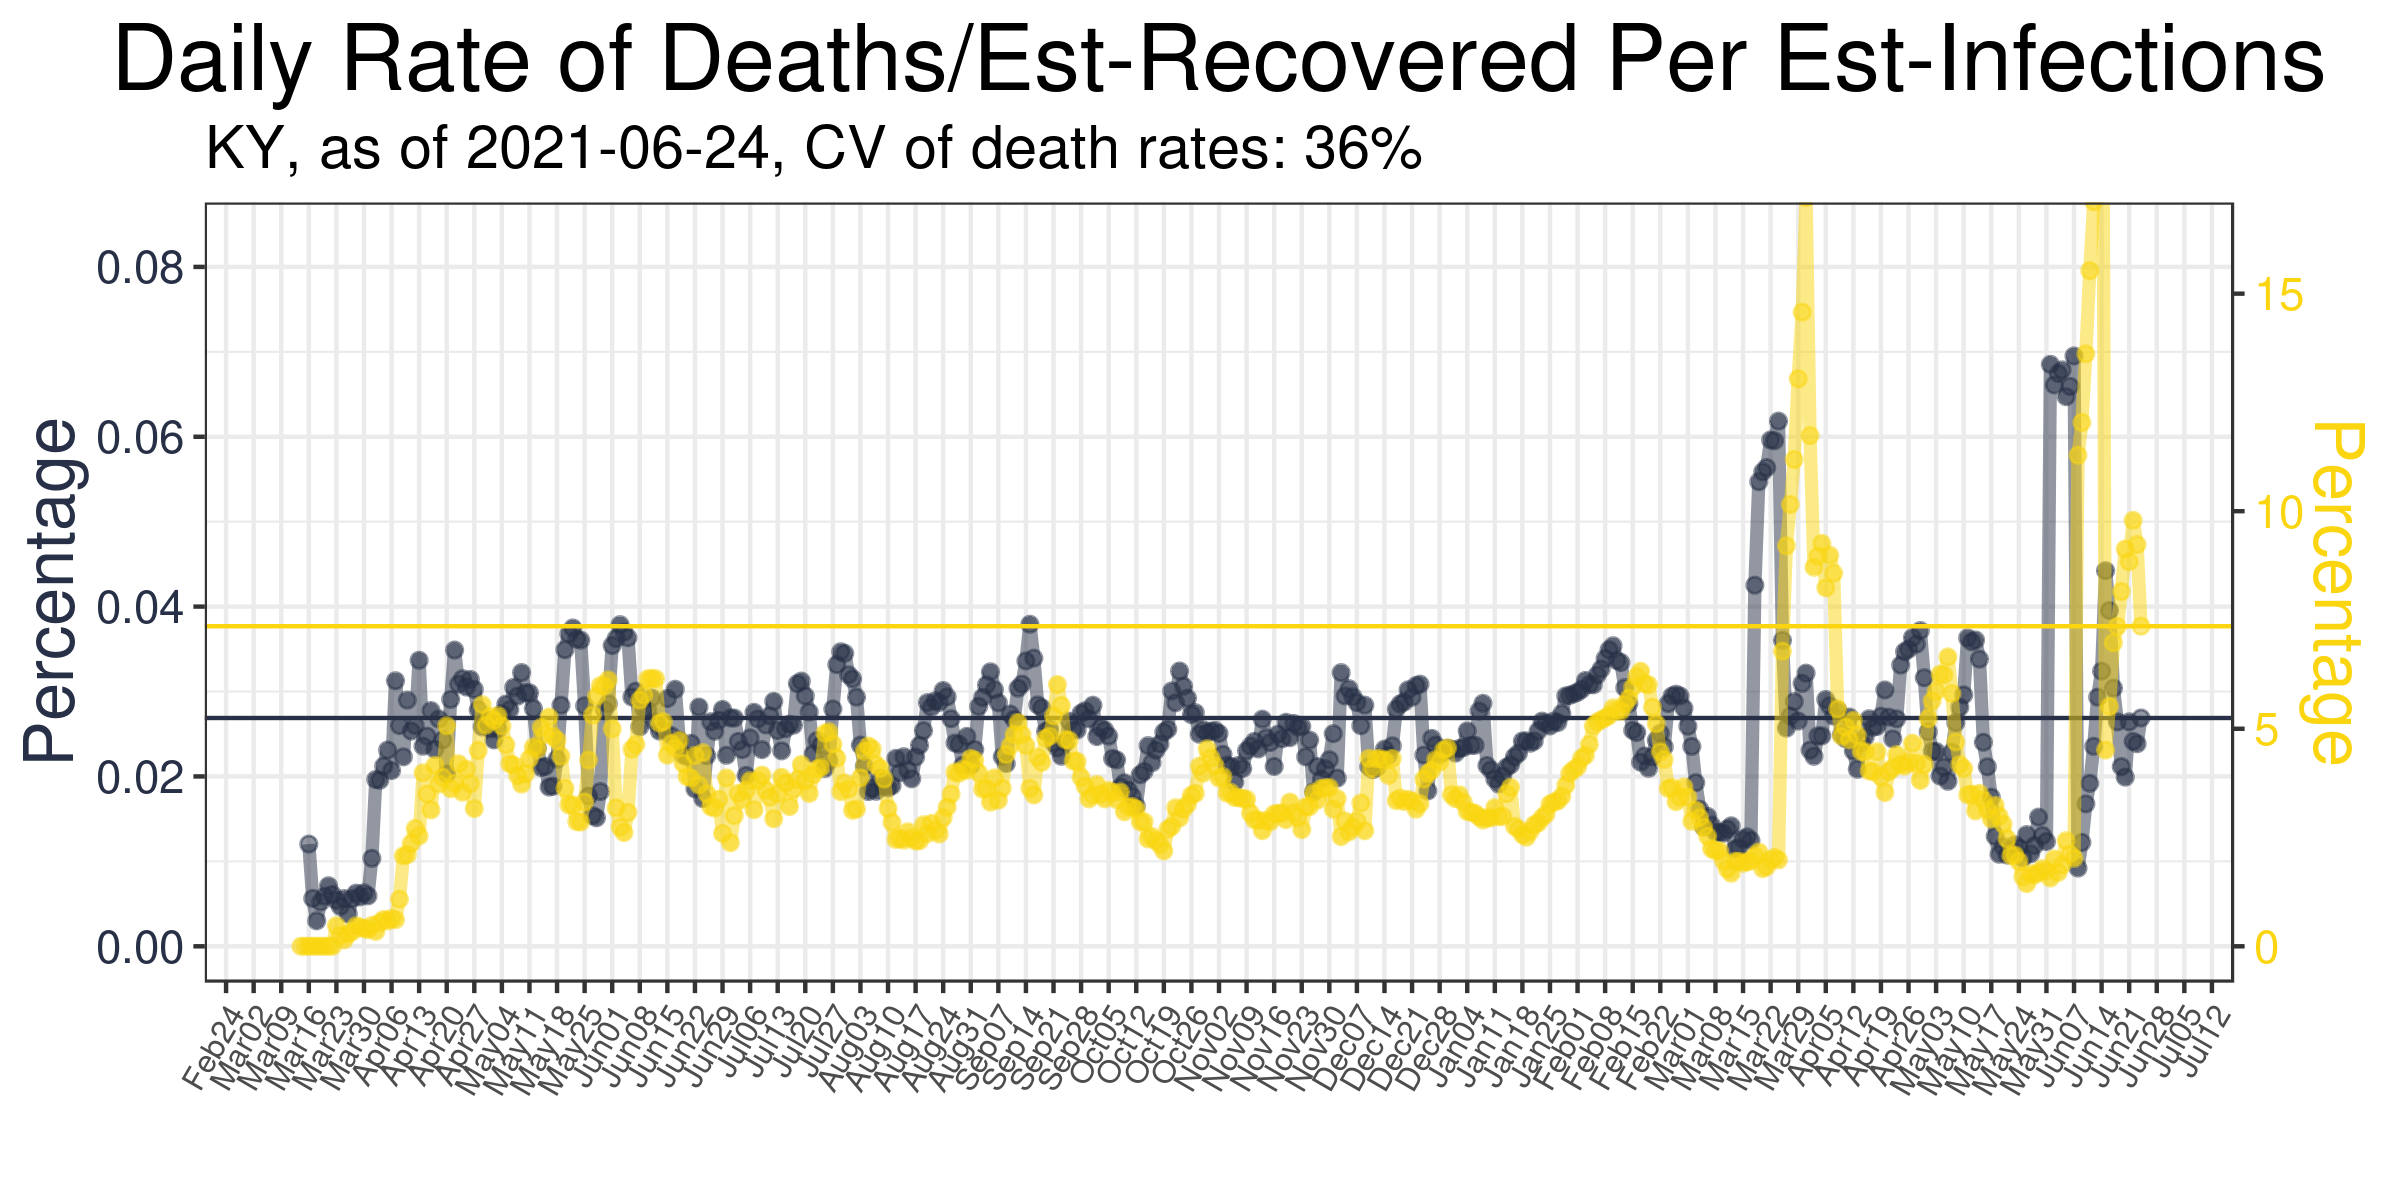 Daily Rate of Deaths/Est-Recovered Per Est-Infections
KY, as of 2021-06-24, CV of death rates: 36%
Percentage
0.08
0.06
0.04
0.02
0.00
15
10
5
0
Percentage
Feb24
Mar02
Mar09
Mar16
Mar23
Mar30
Apr06
Apr13
Apr20
Apr27
May04
May11
May18
May25
Jun01
Jun08
Jun15
Jun22
Jun29
Jul06
Jul13
Jul20
Jul27
Aug03
Aug10
Aug17
Aug24
Aug31
Sep07
Sep14
Sep21
Sep28
Oct05
Oct12
Oct19
Oct26
Nov02
Nov09
Nov16
Nov23
Nov30
Dec07
Dec14
Dec21
Dec28
Jan04
Jan11
Jan18
Jan25
Feb01
Feb08
Feb15
Feb22
Mar01
Mar08
Mar15
Mar22
Mar29
Apr05
Apr12
Apr19
Apr26
May03
May10
May17
May24
May31
Jun07
Jun14
Jun21
Jun28
Jul05
Jul12